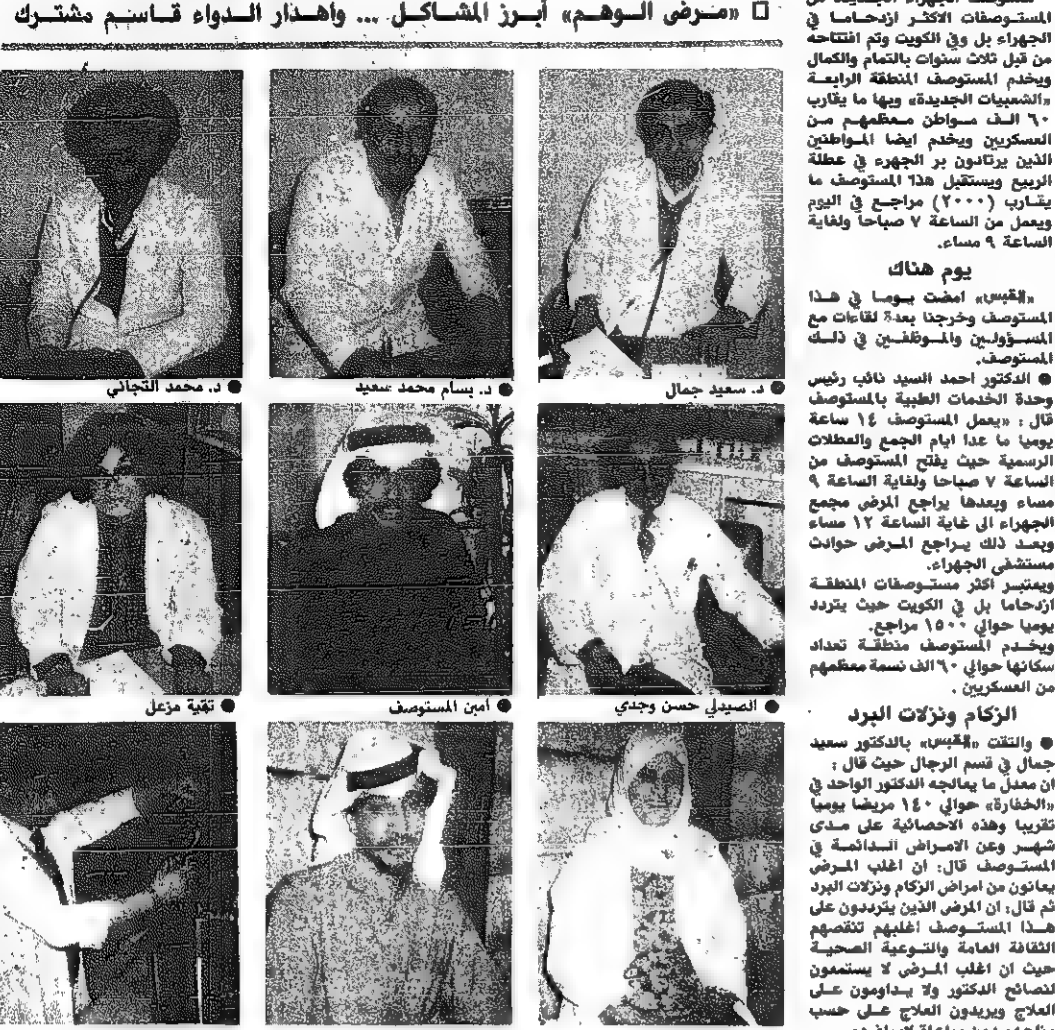 □ «مرضى الوهم» أبرز المشاكل ... واهدار الدواء قاسم مشترك
المستوصفات الاكثر ازدحاما في
الجهراء بل وفي الكويت وتم افتتاحه
من قبل ثلاث سنوات بالتمام والكمال
ويخدم المستوصف المنطقة الرابعة
«الشعبيات الجديدة» وبها ما يقارب
٦٠ الف مواطن معظمهم من
العسكريين ويخدم ايضا المواطنين
الذين يرتادون بر الجهرء في عطلة
الربيع ويستقبل هذا المستوصف ما
يقارب (٢٠٠٠) مراجع في اليوم
ويعمل من الساعة ٧ صباحا ولغاية
الساعة ٩ مساء.
يوم هناك
«القبس» امضت يوما في هذا
المستوصف وخرجنا بعدة لقاءات مع
المسؤولين والموظفين في ذلك
المستوصف.
● الدكتور احمد السيد نائب رئيس
وحدة الخدمات الطبية بالمستوصف
قال : «يعمل المستوصف ١٤ ساعة
يوميا ما عدا ايام الجمع والعطلات
الرسمية حيث يفتح المستوصف من
الساعة ٧ صباحا ولغاية الساعة ٩
مساء وبعدها يراجع المرضى مجمع
الجهراء الى غاية الساعة ١٢ مساء
وبعد ذلك يراجع المرضى حوادث
مستشفى الجهراء.
ويعتبر اكثر مستوصفات المنطقة
ازدحاما بل في الكويت حيث يتردد
يوميا حوالي ١٥٠٠ مراجع.
ويخدم المستوصف منطقة تعداد
سكانها حوالي ٦٠ الف نسمة معظمهم
من العسكريين .
الزكام ونزلات البرد
● والتقت «القبس» بالدكتور سعيد
جمال في قسم الرجال حيث قال :
ان معدل ما يعالجه الدكتور الواحد في
«الخفارة» حوالي ١٤٠ مريضا يوميا
تقريبا وهذه الاحصائية على مدى
شهر وعن الامراض الدائمة في
المستوصف قال: ان اغلب المرضى
يعانون من امراض الزكام ونزلات البرد
ثم قال: ان المرضى الذين يترددون على
هذا المستوصف اغلبهم تنقصهم
الثقافة العامة والتوعية الصحية
حيث ان اغلب المرضى لا يستمعون
لنصائح الدكتور ولا يداومون على
العلاج ويريدون العلاج على حسب
● د. سعيد جمال
● د. بسام محمد سعيد
● د. محمد التجاني
● الصيدلي حسن وجدي
● أمين المستوصف
● تقية مزعل